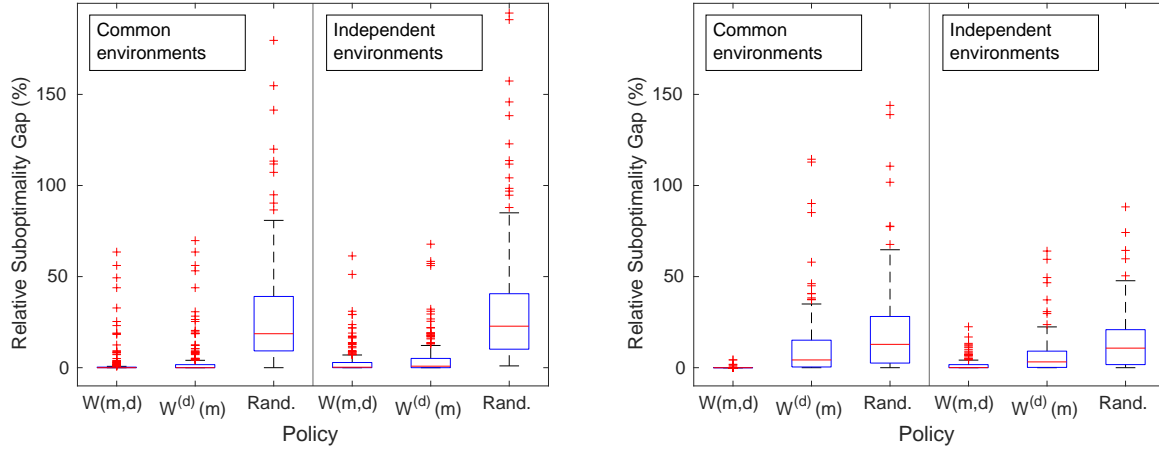 Common
environments
Independent
environments
150
100
50
0
Relative Suboptimality Gap (%)
W(m,d)
W(d) (m)
Rand.
W(m,d)
W(d) (m)
Rand.
Policy
Common
environments
Independent
environments
150
100
50
0
Relative Suboptimality Gap (%)
W(m,d)
W(d) (m)
Rand.
W(m,d)
W(d) (m)
Rand.
Policy